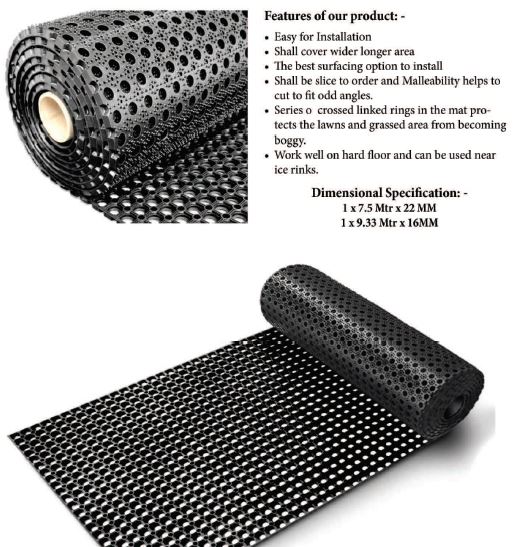 Features of our product: -
• Easy for Installation
• Shall cover wider longer area
• The best surfacing option to install
• Shall be slice to order and Malleability helps to
cut to fit odd angles.
• Series o crossed linked rings in the mat pro-
tects the lawns and grassed area from becoming
boggy.
• Work well on hard floor and can be used near
ice rinks.
Dimensional Specification: -
1 x 7.5 Mtr x 22 MM
1 x 9.33 Mtr x 16MM